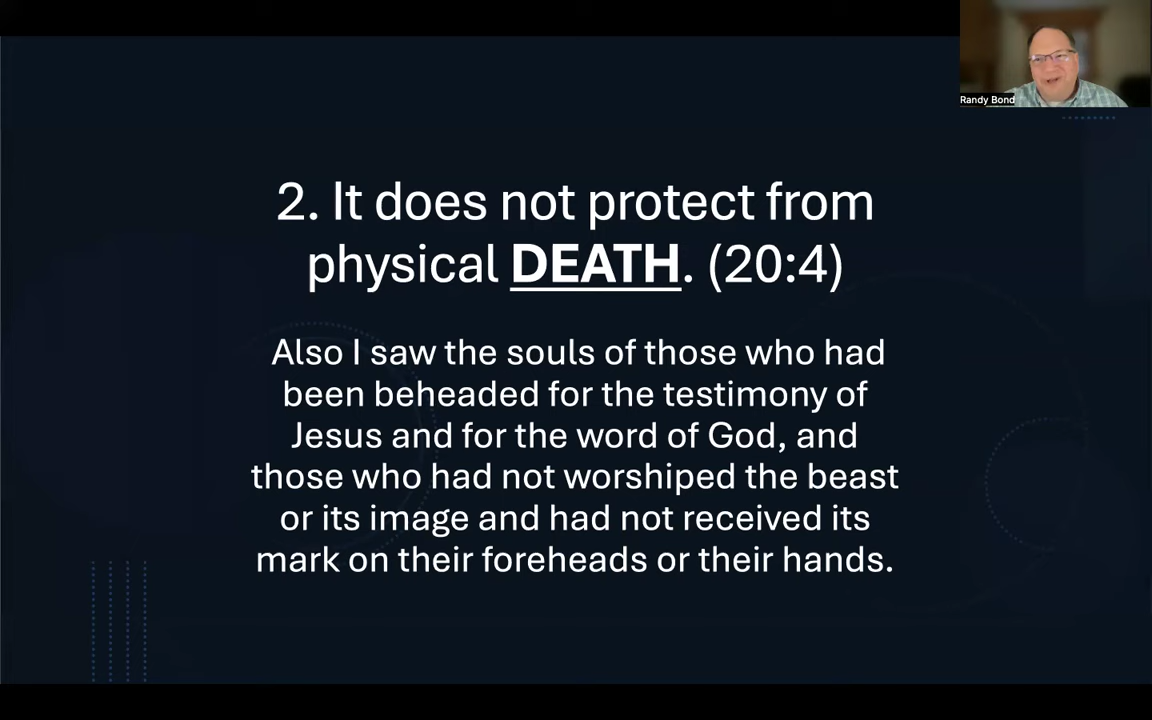 Randy Bond
2. It does not protect from
physical DEATH. (20:4)
Also I saw the souls of those who had
been beheaded for the testimony of
Jesus and for the word of God, and
those who had not worshiped the beast
or its image and had not received its
mark on their foreheads or their hands.